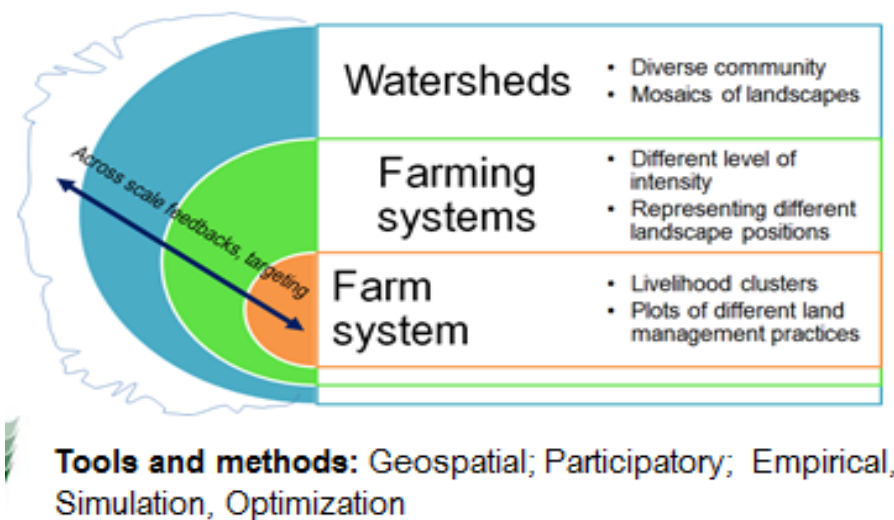 Watersheds
• Diverse community
• Mosaics of landscapes
Across scale feedbacks, targeting
Farming
systems
• Different level of
intensity
• Representing different
landscape positions
Farm
system
• Livelihood clusters
• Plots of different land
management practices
Tools and methods: Geospatial; Participatory; Empirical,
Simulation, Optimization